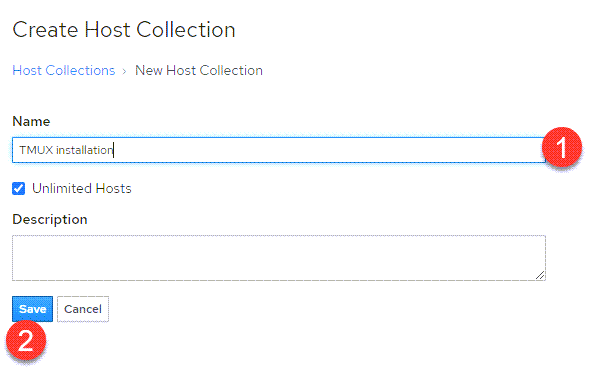 Create Host Collection
Host Collections › New Host Collection
Name
TMUX installation
1
Unlimited Hosts
Description
Save Cancel
2